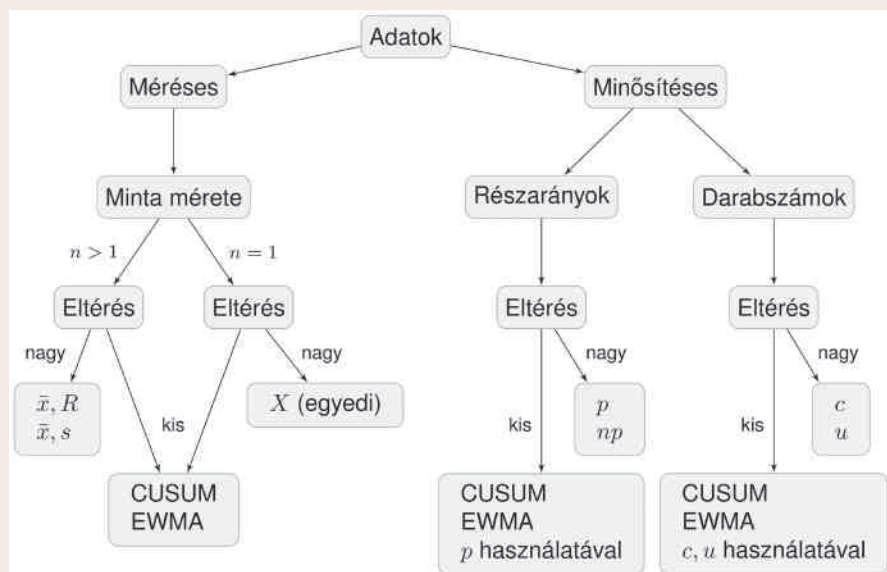 Adatok
Méréses
Minősítéses
Minta mérete
Részarányok
Darabszámok
n > 1
n = 1
Eltérés
Eltérés
Eltérés
Eltérés
nagy
nagy
nagy
nagy
x̄, R
x̄, s
X (egyedi)
p
np
c
u
kis
kis
kis
CUSUM
EWMA
CUSUM
EWMA
p használatával
CUSUM
EWMA
c, u használatával